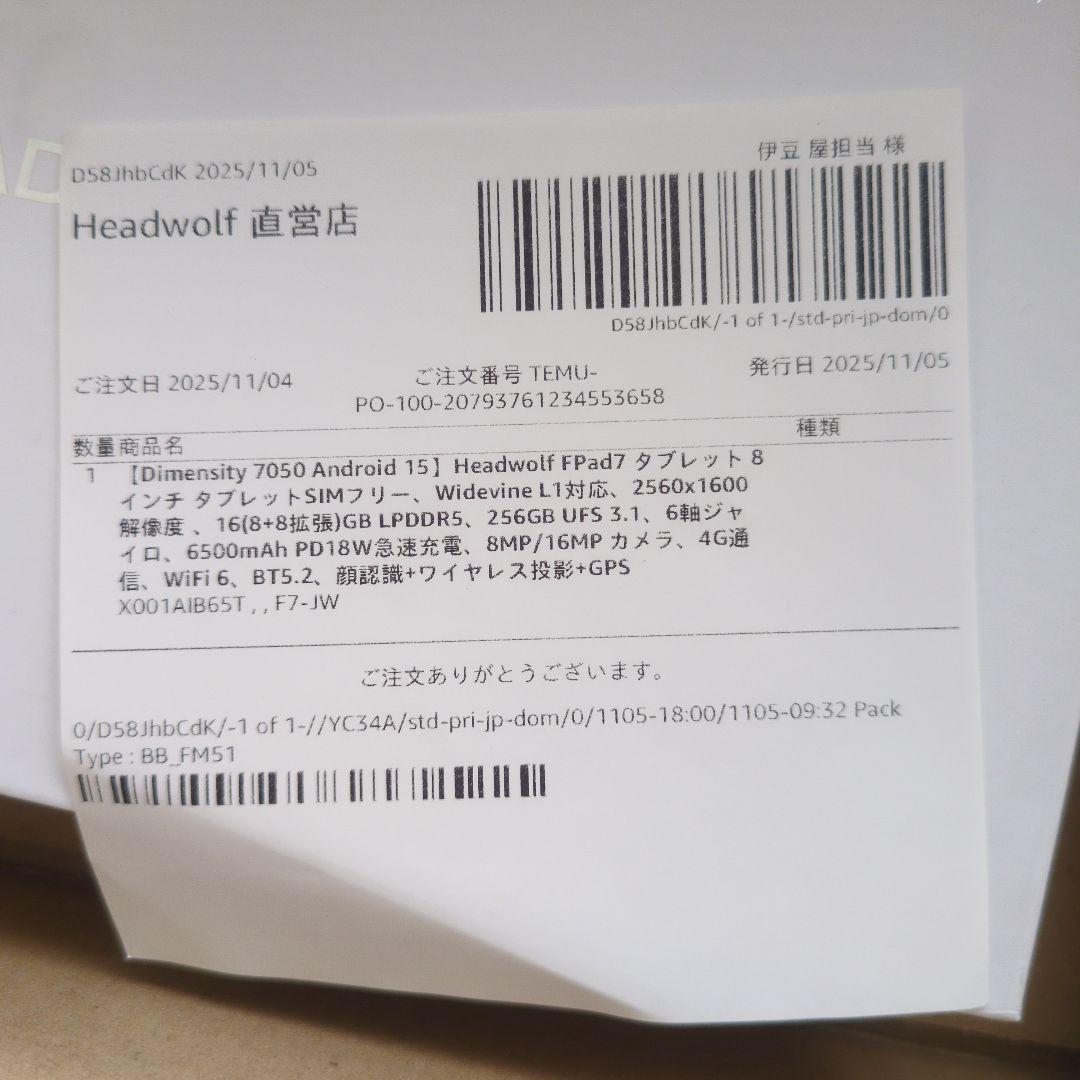 AD
D58JhbCdK 2025/11/05
伊豆 屋担当 様
Headwolf 直営店
D58JhbCdK/-1 of 1-/std-pri-jp-dom/0
ご注文日 2025/11/04
ご注文番号 TEMU-
PO-100-20793761234553658
発行日 2025/11/05
数量 商品名
種類
1 【Dimensity 7050 Android 15】Headwolf FPad7 タブレット 8
インチ タブレットSIMフリー、Widevine L1対応、2560x1600
解像度 、16(8+8拡張)GB LPDDR5、256GB UFS 3.1、6軸ジャ
イロ、6500mAh PD18W急速充電、8MP/16MP カメラ、4G通
信、WiFi 6、BT5.2、顔認識+ワイヤレス投影+GPS
X001AIB65T , , F7-JW
ご注文ありがとうございます。
0/D58JhbCdK/-1 of 1-//YC34A/std-pri-jp-dom/0/1105-18:00/1105-09:32 Pack
Type : BB_FM51